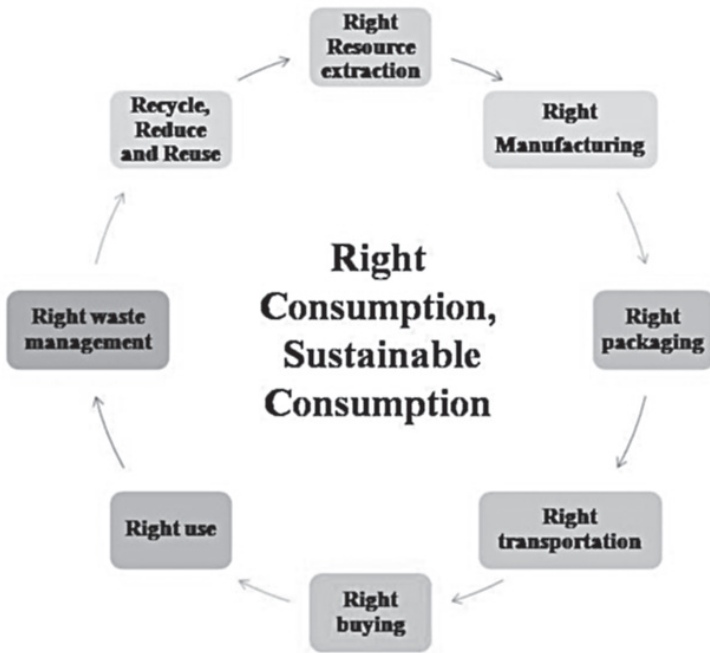 Right
Resource
extraction
Right
Manufacturing
Right
packaging
Right
transportation
Right
buying
Right use
Right waste
management
Recycle,
Reduce
and Reuse
Right
Consumption,
Sustainable
Consumption